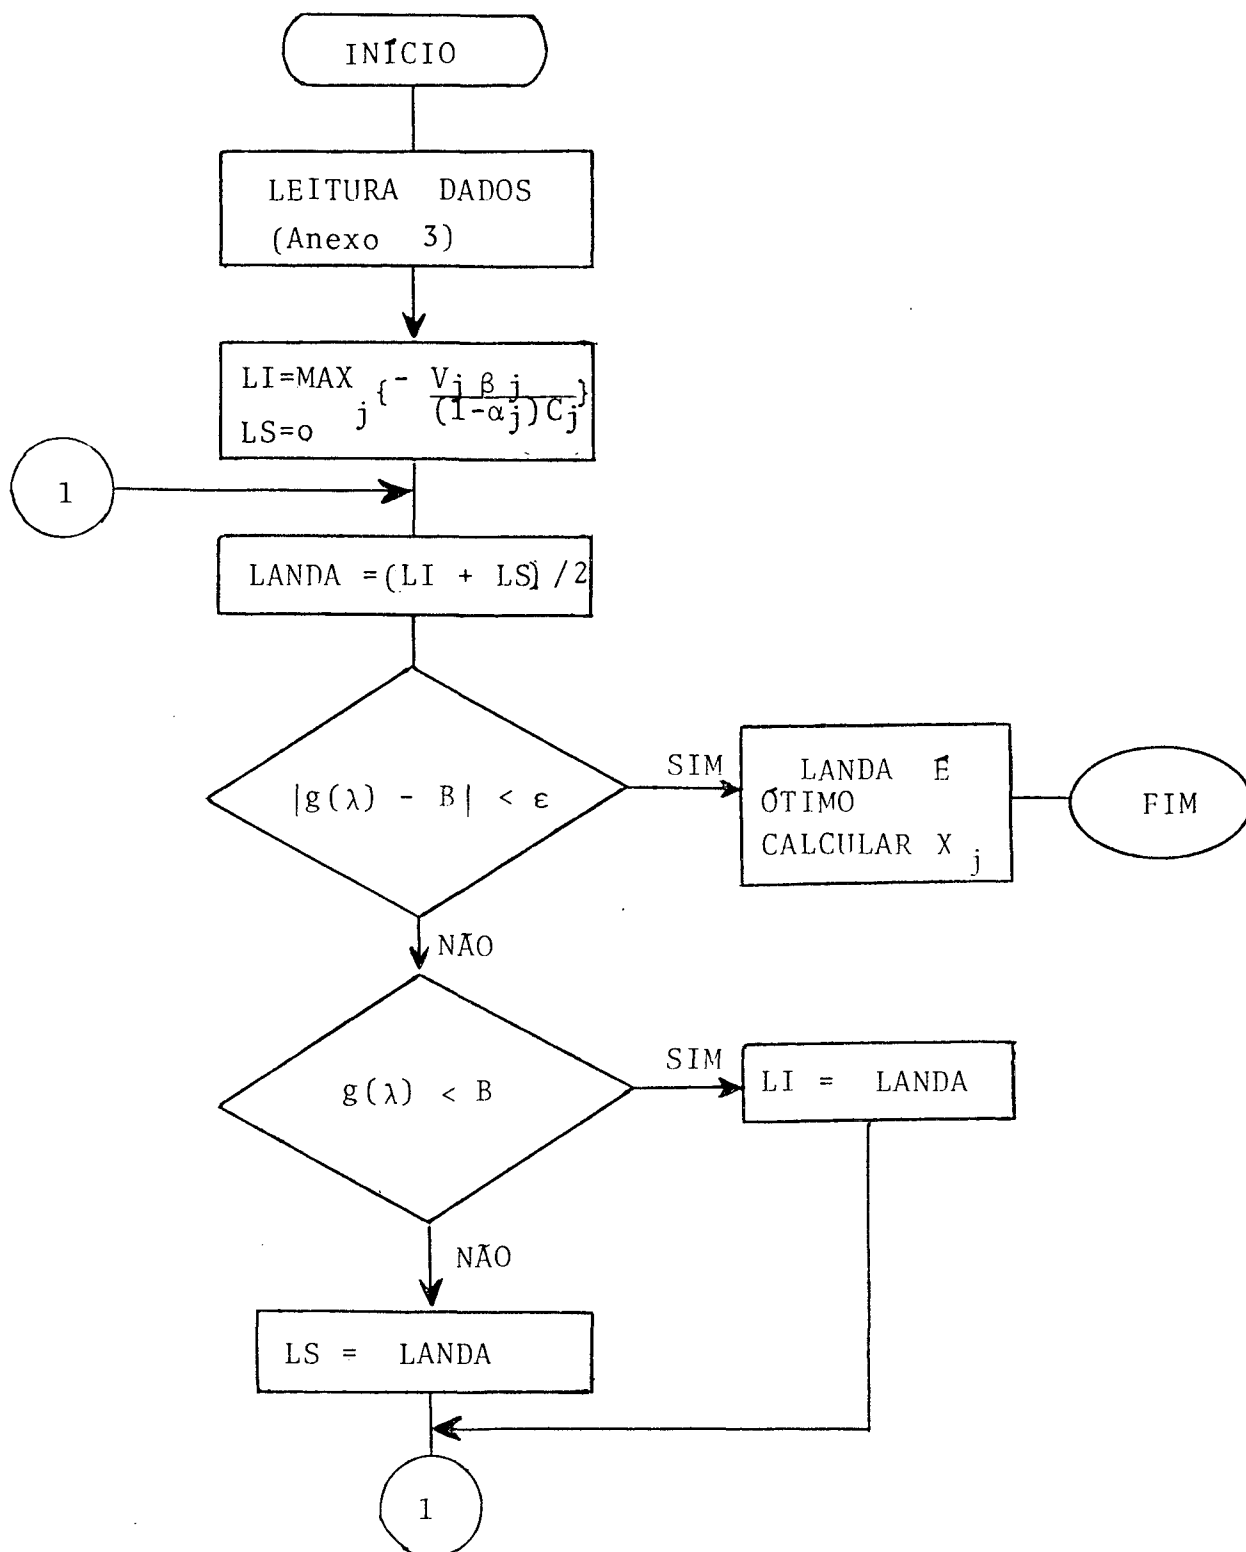 INÍCIO
LEITURA DADOS
(Anexo 3)
LI=MAX j {- Vj βj / (1-αj)Cj}
LS=o
1
LANDA =(LI + LS)/2
|g(λ) - B| < ε
SIM
LANDA É
ÓTIMO
CALCULAR X j
FIM
NÃO
g(λ) < B
SIM
LI = LANDA
NÃO
LS = LANDA
1